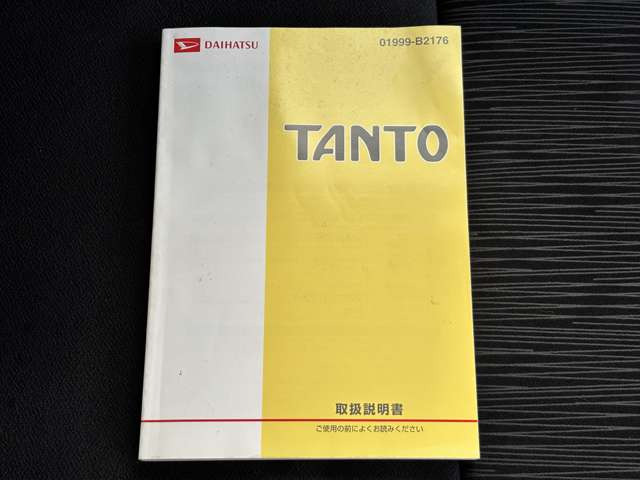 DAIHATSU
01999-B2176
TANTO
取扱説明書
ご使用の前によくお読みください